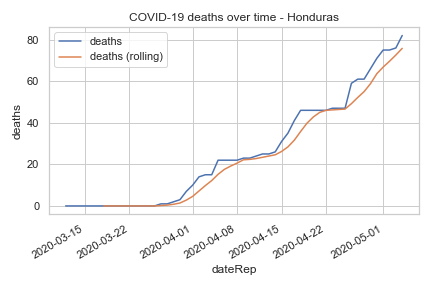 COVID-19 deaths over time - Honduras
deaths
deaths (rolling)
80
60
40
20
0
deaths
2020-03-15
2020-03-22
2020-04-01
2020-04-08
2020-04-15
2020-04-22
2020-05-01
dateRep